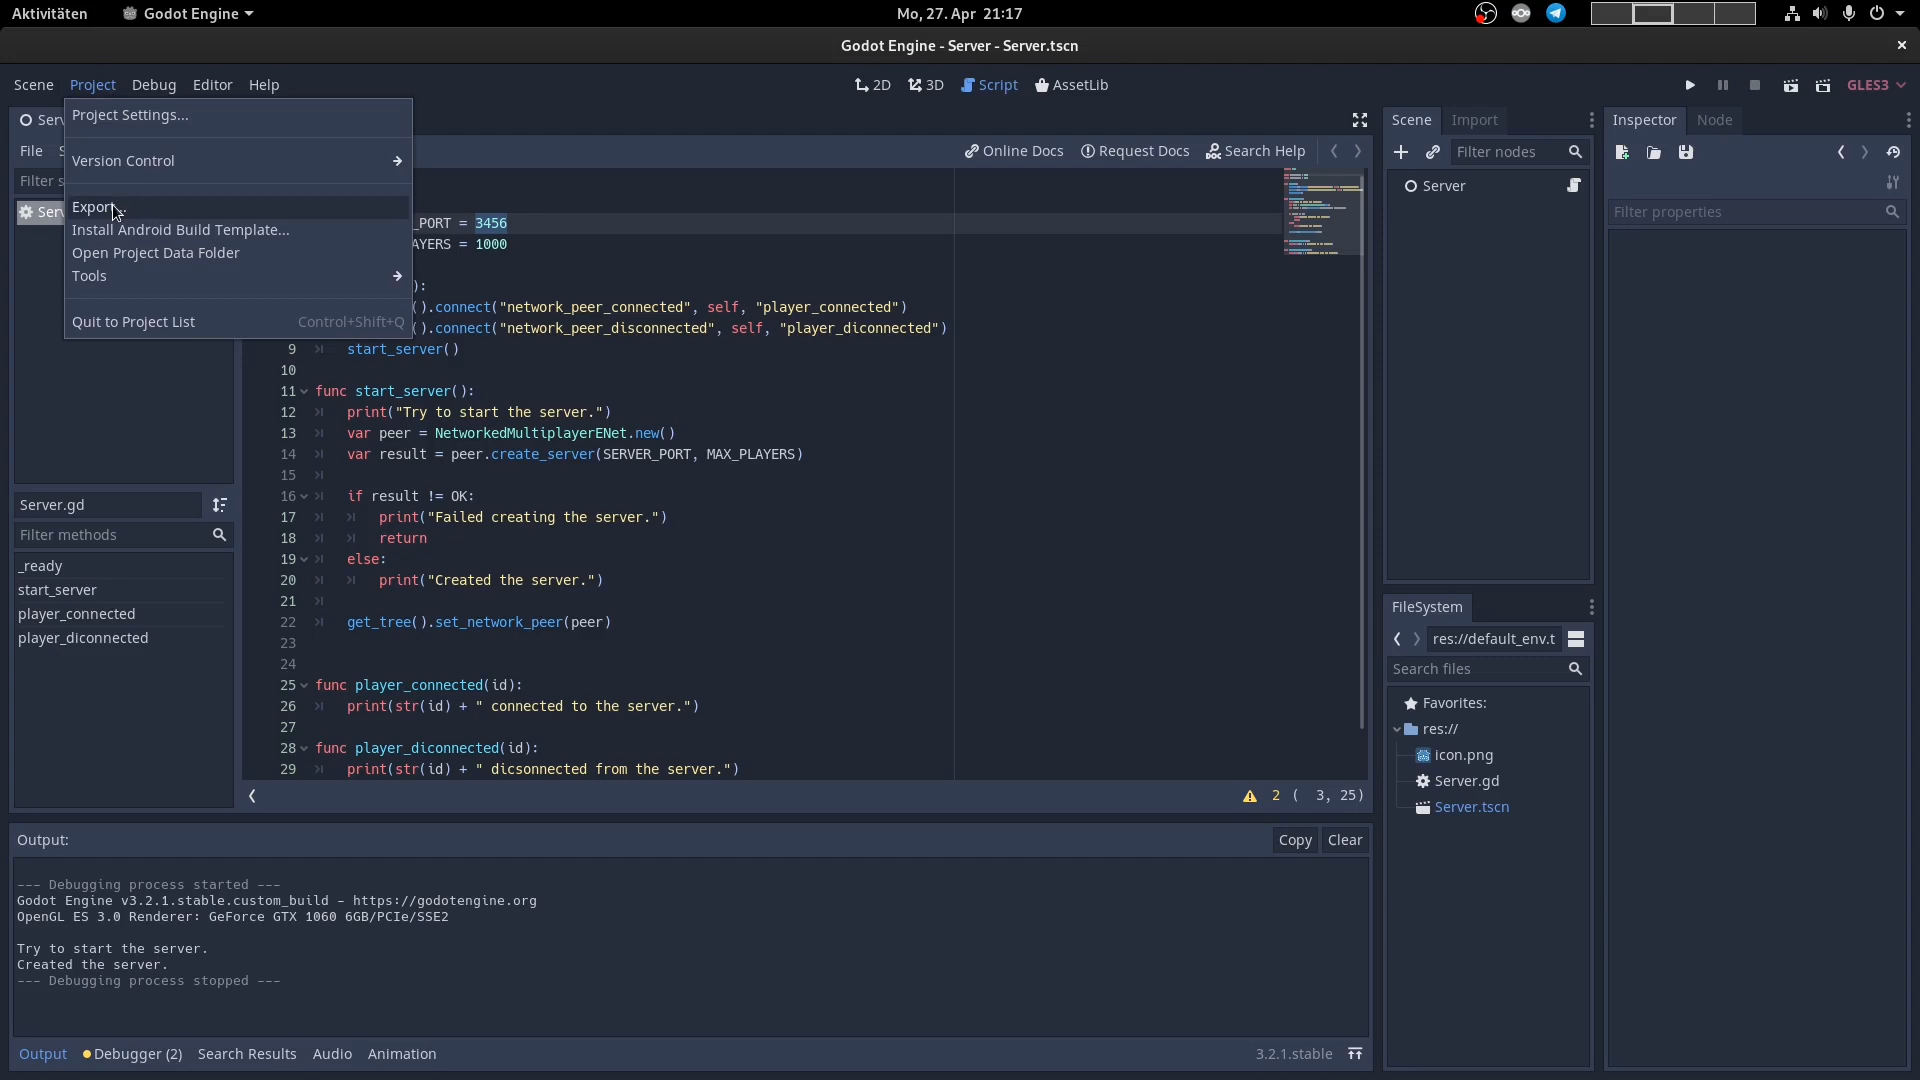 Aktivitäten
Godot Engine
Mo, 27. Apr 21:17
Godot Engine - Server - Server.tscn
Scene
Project
Debug
Editor
Help
2D
3D
Script
AssetLib
GLES3
Project Settings...
Version Control
Export...
Install Android Build Template...
Open Project Data Folder
Tools
Quit to Project List Control+Shift+Q
Serv
File
Online Docs
Request Docs
Search Help
Filter s
Serv
Server.gd
Filter methods
_ready
start_server
player_connected
player_diconnected
_PORT = 3456
AYERS = 1000
):
().connect("network_peer_connected", self, "player_connected")
().connect("network_peer_disconnected", self, "player_diconnected")
9 start_server()
10
11 func start_server():
12 print("Try to start the server.")
13 var peer = NetworkedMultiplayerENet.new()
14 var result = peer.create_server(SERVER_PORT, MAX_PLAYERS)
15
16 if result != OK:
17 print("Failed creating the server.")
18 return
19 else:
20 print("Created the server.")
21
22 get_tree().set_network_peer(peer)
23
24
25 func player_connected(id):
26 print(str(id) + " connected to the server.")
27
28 func player_diconnected(id):
29 print(str(id) + " dicsonnected from the server.")
2 ( 3, 25)
Output:
Copy
Clear
--- Debugging process started ---
Godot Engine v3.2.1.stable.custom_build - https://godotengine.org
OpenGL ES 3.0 Renderer: GeForce GTX 1060 6GB/PCIe/SSE2
Try to start the server.
Created the server.
--- Debugging process stopped ---
Output
Debugger (2)
Search Results
Audio
Animation
3.2.1.stable
Scene
Import
Filter nodes
Server
FileSystem
res://default_env.t
Search files
Favorites:
res://
icon.png
Server.gd
Server.tscn
Inspector
Node
Filter properties